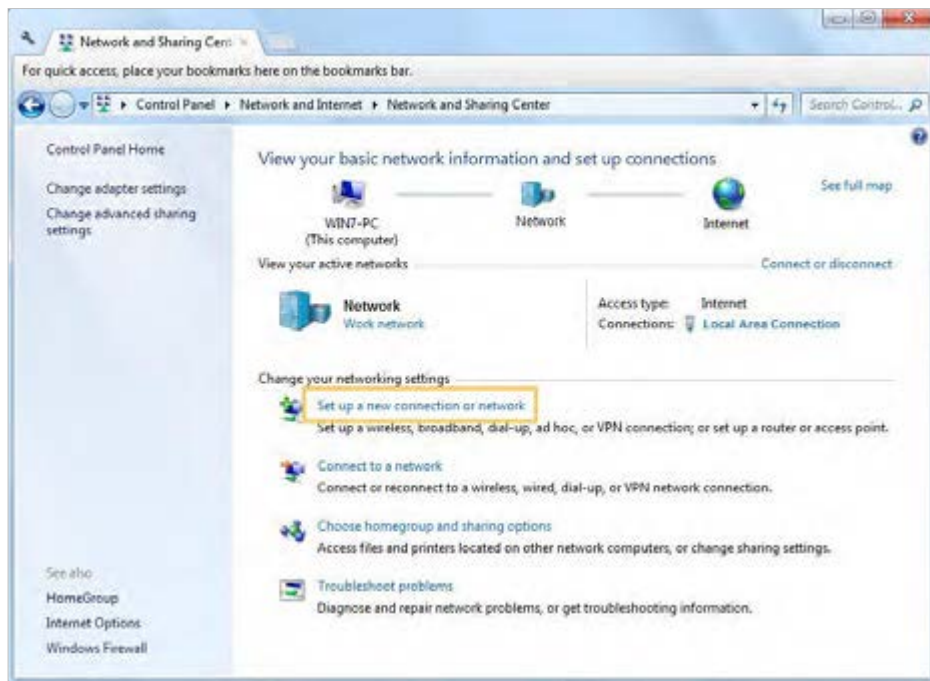 Network and Sharing Cent
For quick access, place your bookmarks here on the bookmarks bar.
Control Panel Network and Internet Network and Sharing Center Search Control...
Control Panel Home
Change adapter settings
Change advanced sharing
settings
View your basic network information and set up connections
See full map
WIN7-PC
(This computer)
Network
Internet
View your active networks
Connect or disconnect
Network
Work network
Access type: Internet
Connections: Local Area Connection
Change your networking settings
Set up a new connection or network
Set up a wireless, broadband, dial-up, ad hoc, or VPN connection; or set up a router or access point.
Connect to a network
Connect or reconnect to a wireless, wired, dial-up, or VPN network connection.
Choose homegroup and sharing options
Access files and printers located on other network computers, or change sharing settings.
Troubleshoot problems
Diagnose and repair network problems, or get troubleshooting information.
See also
HomeGroup
Internet Options
Windows Firewall